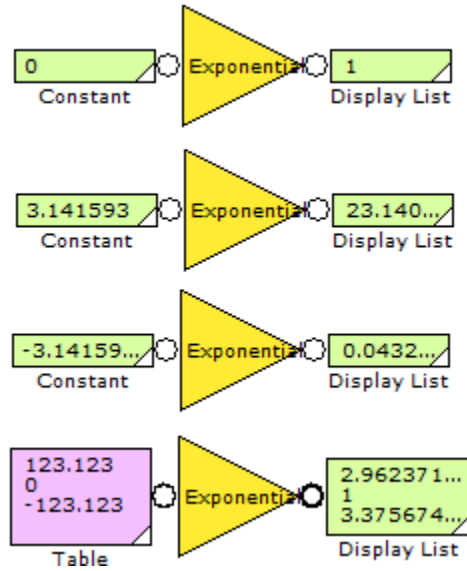 0 Exponential 1
Constant Display List
3.141593 Exponential 23.140...
Constant Display List
-3.14159... Exponential 0.0432...
Constant Display List
123.123
0
-123.123
Exponential
2.962371...
1
3.375674...
Table Display List